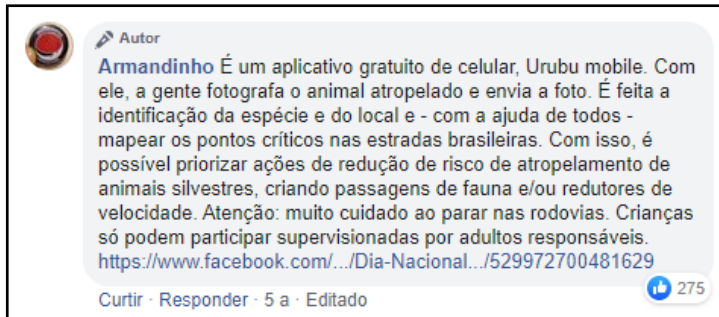 Autor
Armandinho É um aplicativo gratuito de celular, Urubu mobile. Com
ele, a gente fotografa o animal atropelado e envia a foto. É feita a
identificação da espécie e do local e - com a ajuda de todos -
mapear os pontos críticos nas estradas brasileiras. Com isso, é
possível priorizar ações de redução de risco de atropelamento de
animais silvestres, criando passagens de fauna e/ou redutores de
velocidade. Atenção: muito cuidado ao parar nas rodovias. Crianças
só podem participar supervisionadas por adultos responsáveis.
https://www.facebook.com/.../Dia-Nacional.../529972700481629
275
Curtir · Responder · 5 a · Editado